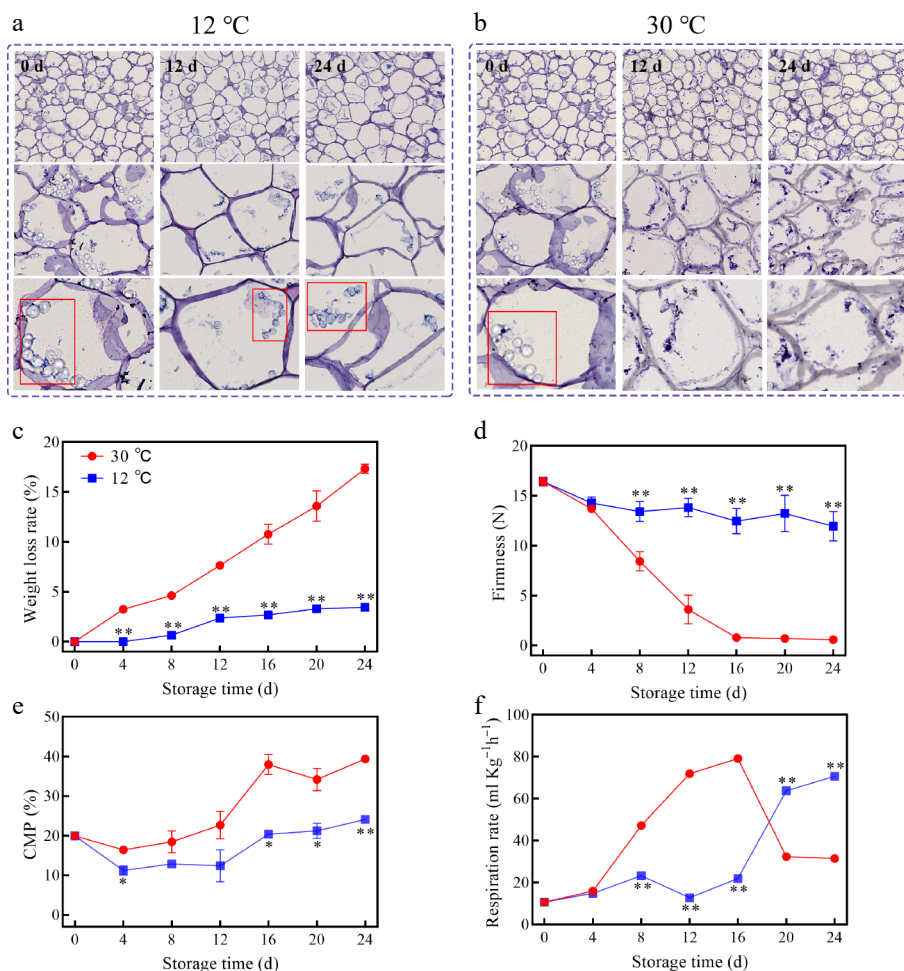 a 12 ℃ b 30 ℃
0 d 12 d 24 d 0 d 12 d 24 d
c
Weight loss rate (%)
20
15
10
5
0
30 ℃
12 ℃
** ** ** ** ** **
0 4 8 12 16 20 24
Storage time (d)
d
Firmness (N)
20
15
10
5
0
** ** ** ** **
0 4 8 12 16 20 24
Storage time (d)
e
CMP (%)
50
40
30
20
10
0
* * * **
0 4 8 12 16 20 24
Storage time (d)
f
Respiration rate (ml Kg⁻¹h⁻¹)
100
80
60
40
20
0
** ** ** ** **
0 4 8 12 16 20 24
Storage time (d)